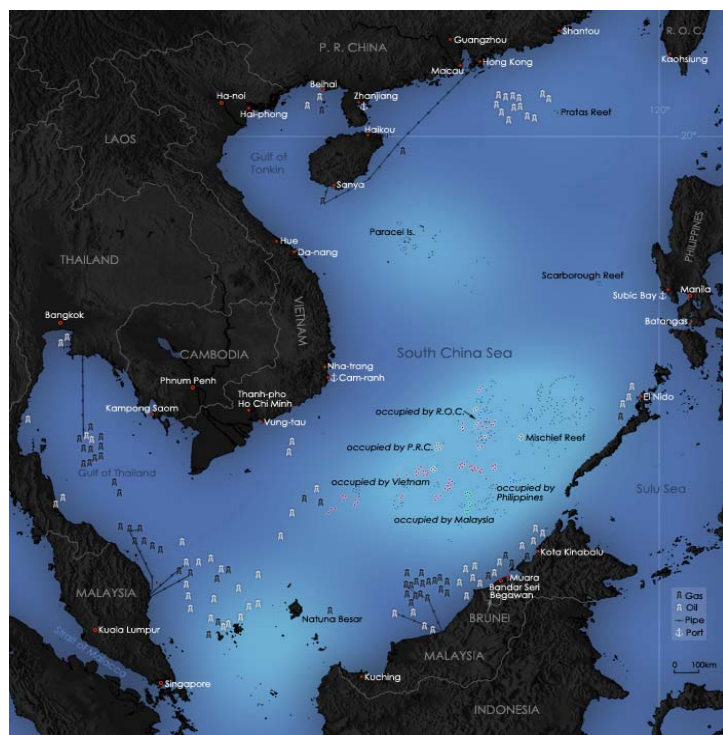 P. R. CHINA
Guangzhou
Shantou
R. O. C.
Macau
Hong Kong
Kaohsiung
Beihai
Zhanjiang
Ha-noi
Hai-phong
Pratas Reef
120°
20°
Haikou
LAOS
Gulf of
Tonkin
Sanya
Hue
Da-nang
Paracel Is.
THAILAND
PHILIPPINES
Scarborough Reef
Subic Bay
Manila
Bangkok
VIETNAM
Batangas
CAMBODIA
South China Sea
Nha-trang
Cam-ranh
Phnum Penh
Kampong Saom
Thanh-pho
Ho Chi Minh
Vung-tau
El Nido
occupied by R.O.C.
Mischief Reef
occupied by P.R.C.
Gulf of Thailand
occupied by Vietnam
occupied by
Philippines
Sulu Sea
occupied by Malaysia
Kota Kinabalu
MALAYSIA
Muara
Bandar Seri
Begawan
Natuna Besar
BRUNEI
Gas
Oil
Pipe
Port
Kuala Lumpur
MALAYSIA
Strait of Malacca
Singapore
Kuching
100km
INDONESIA